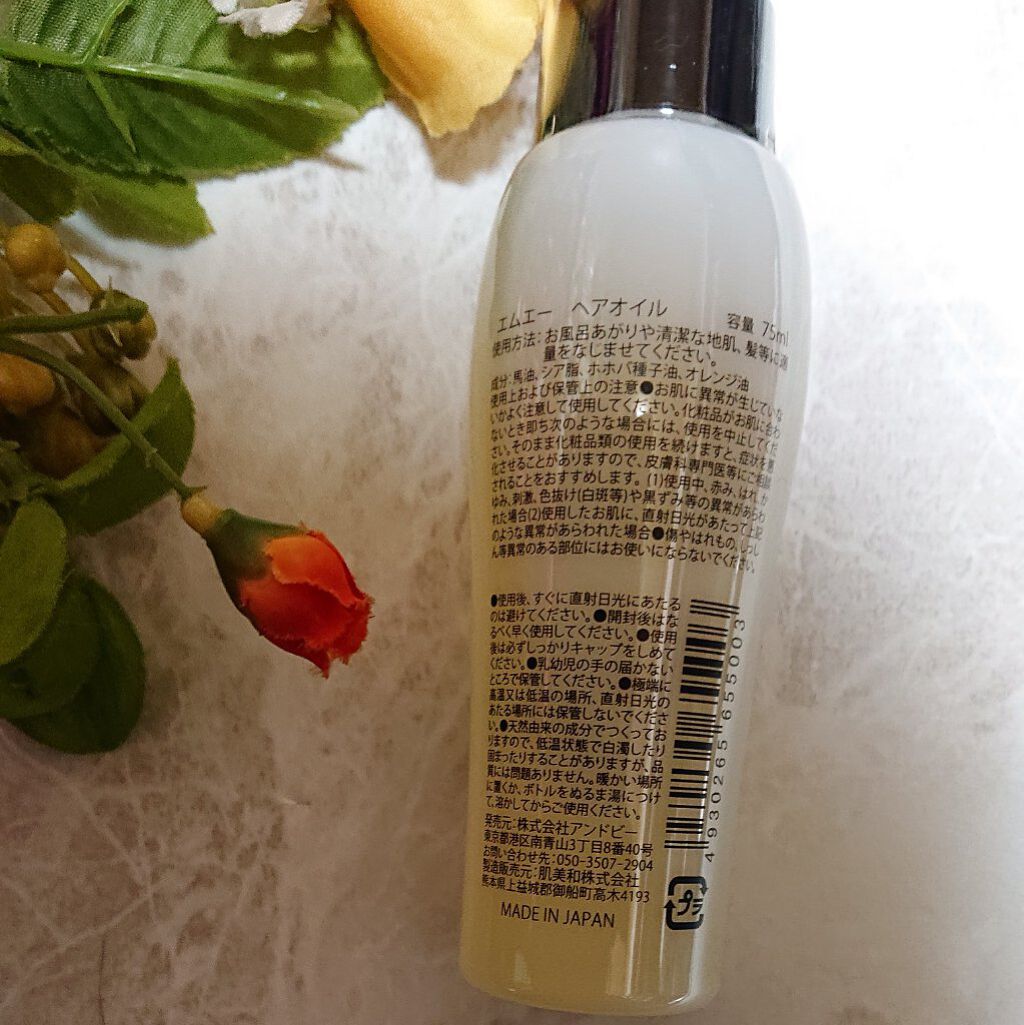 エムエー ヘアオイル 容量 75ml
使用方法:お風呂あがりや清潔な地肌、髪等に適
量をなじませてください。
成分:馬油、シア脂、ホホバ種子油、オレンジ油
使用上および保管上の注意●お肌に異常が生じていな
いかよく注意して使用してください。化粧品がお肌に合わ
ないとき即ち次のような場合には、使用を中止してくだ
さい。そのまま化粧品類の使用を続けますと、症状を悪
化させることがありますので、皮膚科専門医等にご相談
されることをおすすめします。(1)使用中、赤み、はれ、か
ゆみ、刺激、色抜け(白斑等)や黒ずみ等の異常があらわ
れた場合(2)使用したお肌に、直射日光があたって上記
のような異常があらわれた場合●傷やはれもの、しっし
ん等異常のある部位にはお使いにならないでください。
●使用後、すぐに直射日光にあたる
のは避けてください。●開封後はな
るべく早く使用してください。●使用
後は必ずしっかりキャップをしめて
ください。●乳幼児の手の届かない
ところで保管してください。●極端に
高温又は低温の場所、直射日光の
あたる場所には保管しないでくださ
い。●天然由来の成分でつくってお
りますので、低温状態で白濁したり
固まったりすることがありますが、品
質には問題ありません。暖かい場所
に置くか、ボトルをぬるま湯につけ
て、溶かしてからご使用ください。
発売元:株式会社アンドビー
東京都港区南青山3丁目8番40号
お問い合わせ先:050-3507-2904
製造販売元:肌美和株式会社
熊本県上益城郡御船町高木4193
MADE IN JAPAN
4930265655003
プラ